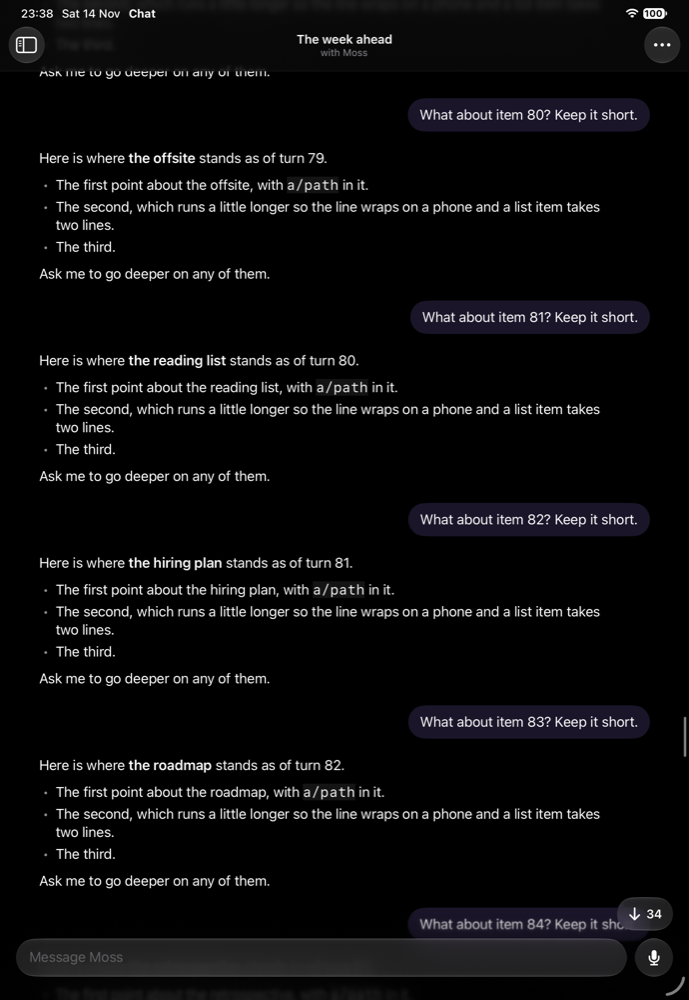 23:38 Sat 14 Nov Chat
100
The week ahead
with Moss
The third.
Ask me to go deeper on any of them.
What about item 80? Keep it short.
Here is where the offsite stands as of turn 79.
• The first point about the offsite, with a/path in it.
• The second, which runs a little longer so the line wraps on a phone and a list item takes
two lines.
• The third.
Ask me to go deeper on any of them.
What about item 81? Keep it short.
Here is where the reading list stands as of turn 80.
• The first point about the reading list, with a/path in it.
• The second, which runs a little longer so the line wraps on a phone and a list item takes
two lines.
• The third.
Ask me to go deeper on any of them.
What about item 82? Keep it short.
Here is where the hiring plan stands as of turn 81.
• The first point about the hiring plan, with a/path in it.
• The second, which runs a little longer so the line wraps on a phone and a list item takes
two lines.
• The third.
Ask me to go deeper on any of them.
What about item 83? Keep it short.
Here is where the roadmap stands as of turn 82.
• The first point about the roadmap, with a/path in it.
• The second, which runs a little longer so the line wraps on a phone and a list item takes
two lines.
• The third.
Ask me to go deeper on any of them.
What about item 84? Keep it
34
Message Moss